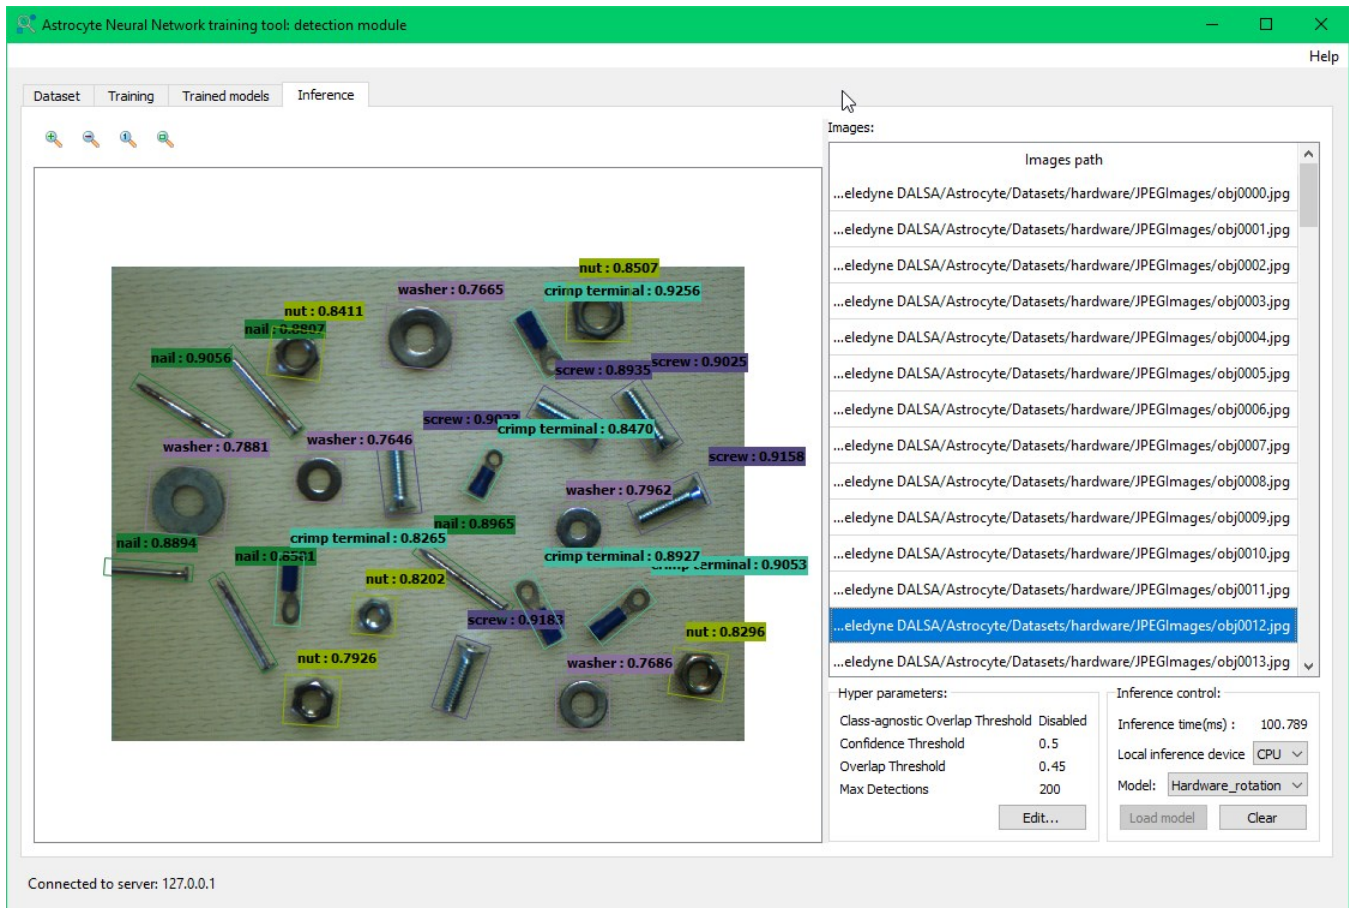 Astrocyte Neural Network training tool: detection module
Help
Dataset Training Trained models Inference
Images:
Images path
...eledyne DALSA/Astrocyte/Datasets/hardware/JPEGImages/obj0000.jpg
...eledyne DALSA/Astrocyte/Datasets/hardware/JPEGImages/obj0001.jpg
...eledyne DALSA/Astrocyte/Datasets/hardware/JPEGImages/obj0002.jpg
...eledyne DALSA/Astrocyte/Datasets/hardware/JPEGImages/obj0003.jpg
...eledyne DALSA/Astrocyte/Datasets/hardware/JPEGImages/obj0004.jpg
...eledyne DALSA/Astrocyte/Datasets/hardware/JPEGImages/obj0005.jpg
...eledyne DALSA/Astrocyte/Datasets/hardware/JPEGImages/obj0006.jpg
...eledyne DALSA/Astrocyte/Datasets/hardware/JPEGImages/obj0007.jpg
...eledyne DALSA/Astrocyte/Datasets/hardware/JPEGImages/obj0008.jpg
...eledyne DALSA/Astrocyte/Datasets/hardware/JPEGImages/obj0009.jpg
...eledyne DALSA/Astrocyte/Datasets/hardware/JPEGImages/obj0010.jpg
...eledyne DALSA/Astrocyte/Datasets/hardware/JPEGImages/obj0011.jpg
...eledyne DALSA/Astrocyte/Datasets/hardware/JPEGImages/obj0012.jpg
...eledyne DALSA/Astrocyte/Datasets/hardware/JPEGImages/obj0013.jpg
nut : 0.8507
washer : 0.7665
crimp terminal : 0.9256
nut : 0.8411
nail : 0.8807
nail : 0.9056
screw : 0.8935
screw : 0.9025
screw :
crimp terminal : 0.8470
washer : 0.7881
washer : 0.7646
screw : 0.9158
washer : 0.7962
nail : 0.8965
crimp terminal : 0.8265
nail : 0.8894
nail :
crimp terminal : 0.8927
terminal : 0.9053
nut : 0.8202
screw : 0.9183
nut : 0.8296
nut : 0.7926
washer : 0.7686
Hyper parameters:
Class-agnostic Overlap Threshold Disabled
Confidence Threshold 0.5
Overlap Threshold 0.45
Max Detections 200
Edit...
Inference control:
Inference time(ms) : 100.789
Local inference device CPU
Model: Hardware_rotation
Load model Clear
Connected to server: 127.0.0.1